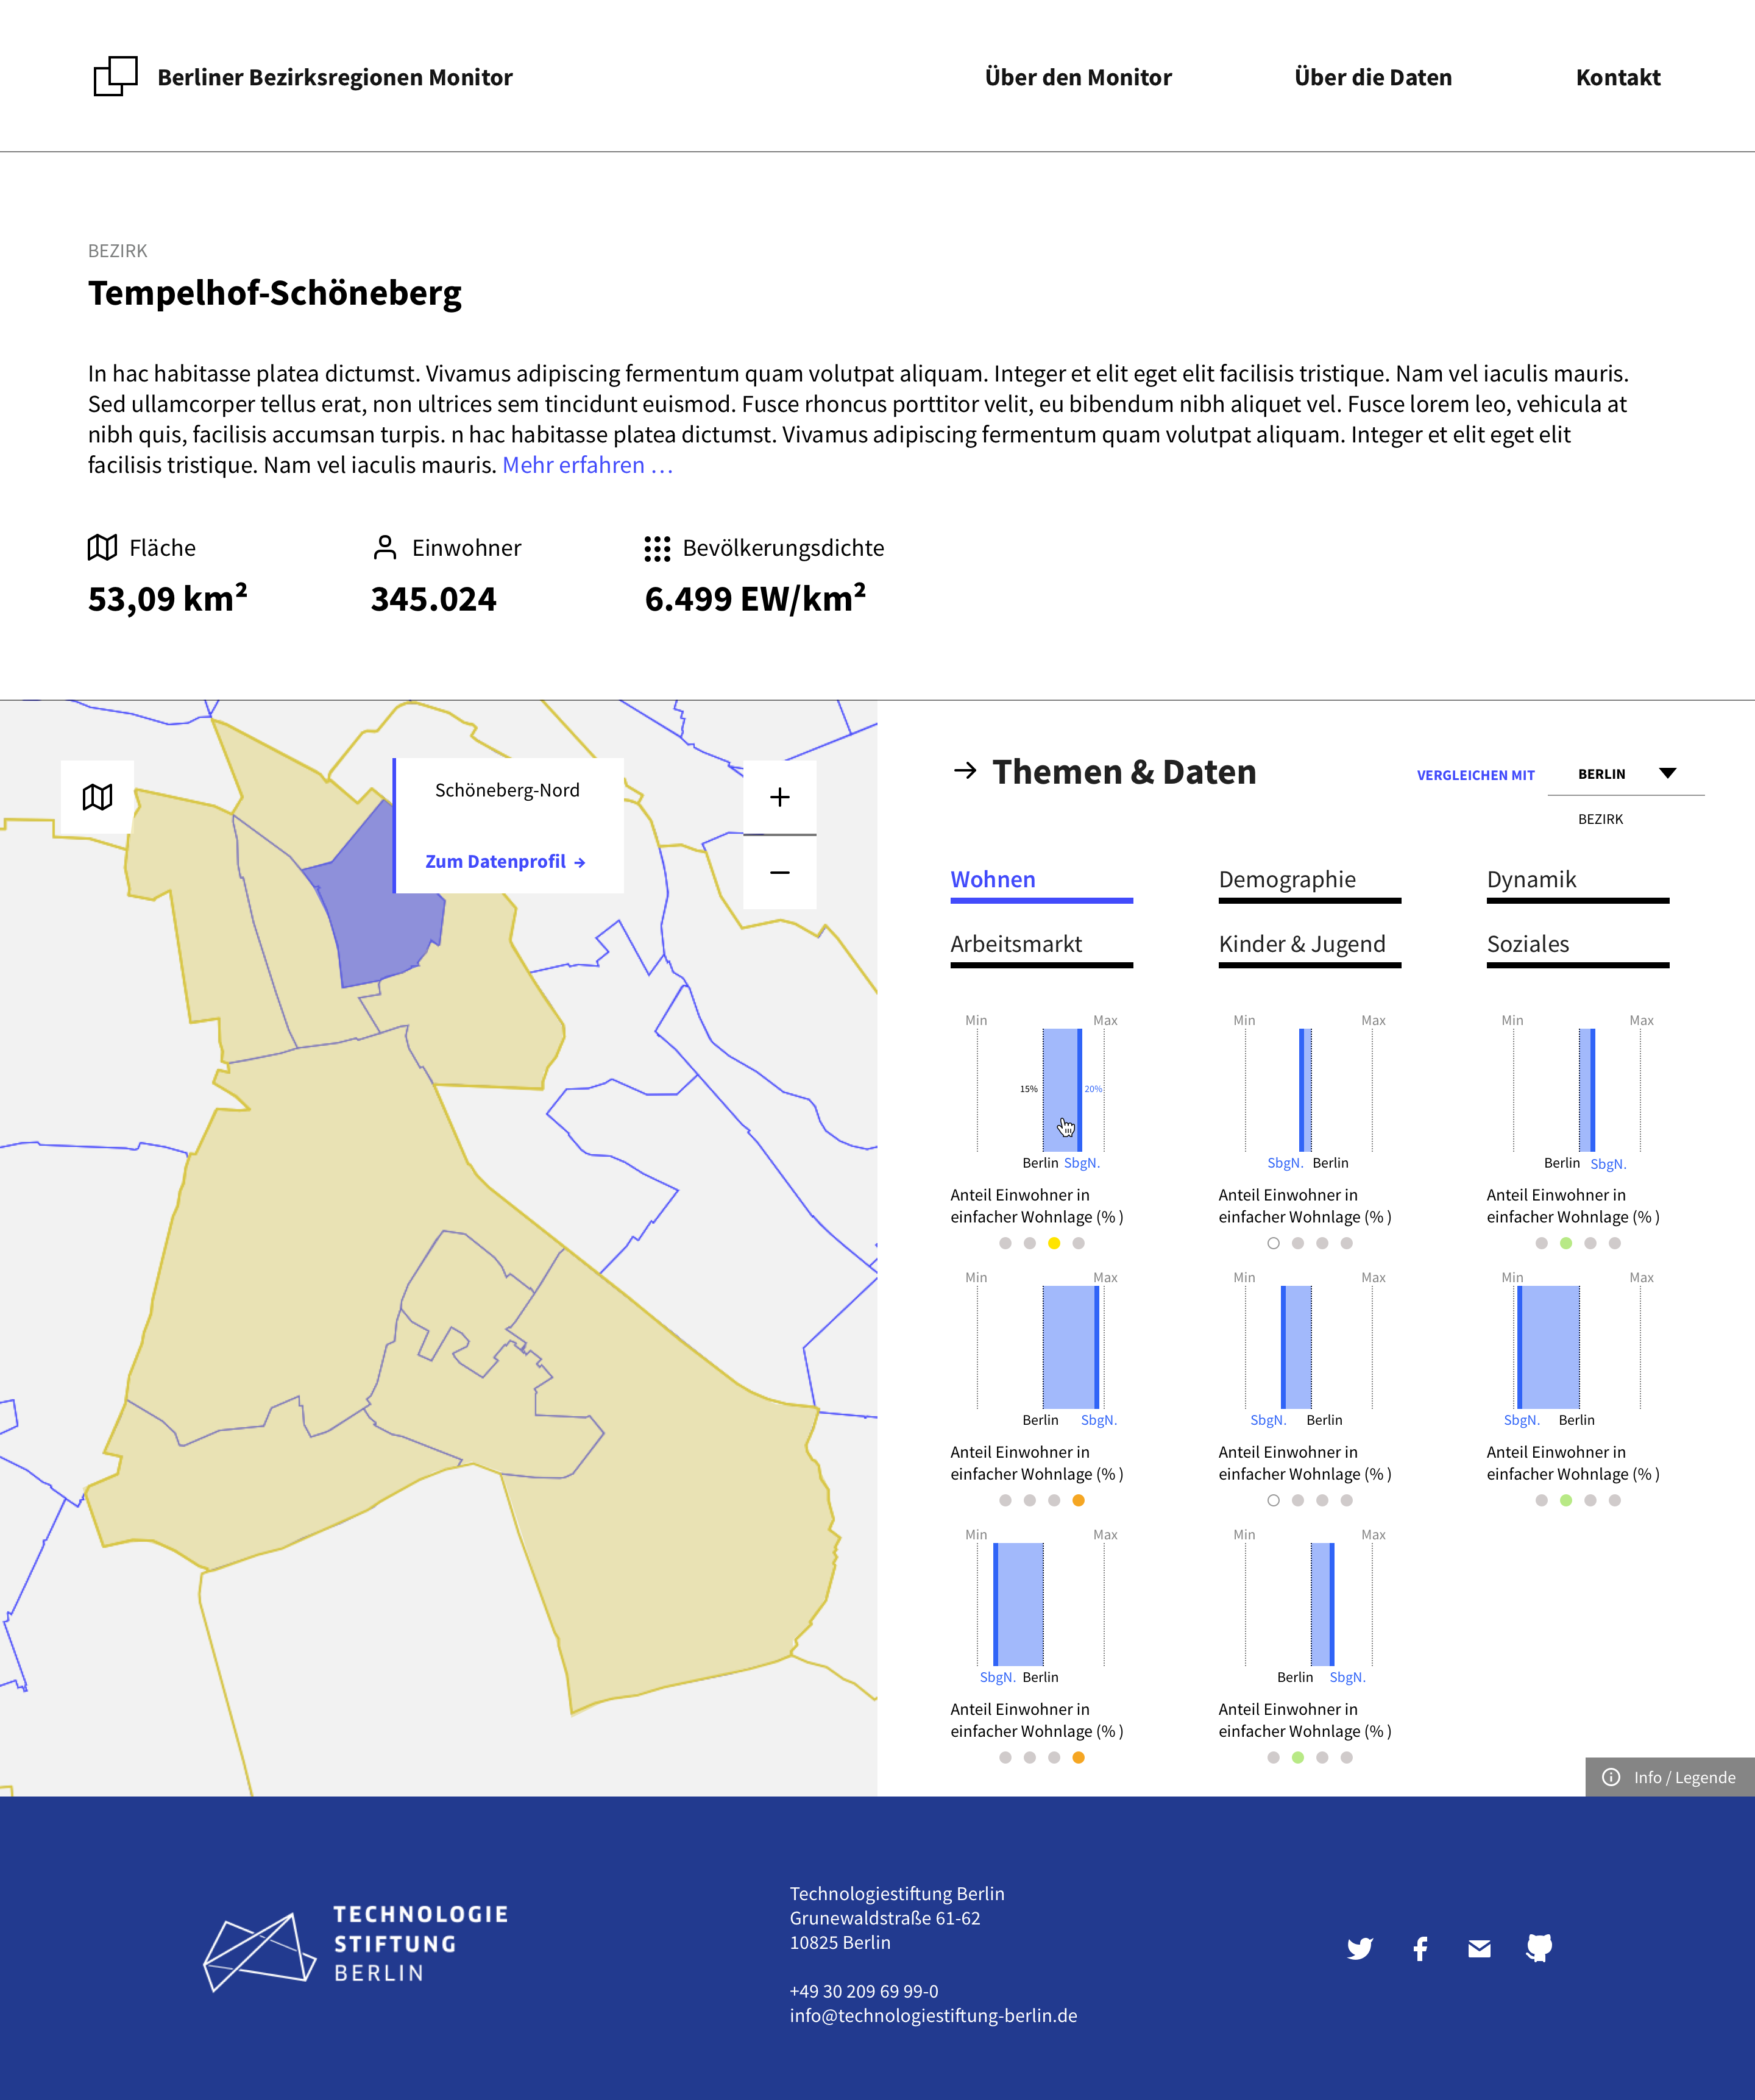 Berliner Bezirksregionen Monitor
Über den Monitor
Über die Daten
Kontakt
BEZIRK
Tempelhof-Schöneberg
In hac habitasse platea dictumst. Vivamus adipiscing fermentum quam volutpat aliquam. Integer et elit eget elit facilisis tristique. Nam vel iaculis mauris.
Sed ullamcorper tellus erat, non ultrices sem tincidunt euismod. Fusce rhoncus porttitor velit, eu bibendum nibh aliquet vel. Fusce lorem leo, vehicula at
nibh quis, facilisis accumsan turpis. n hac habitasse platea dictumst. Vivamus adipiscing fermentum quam volutpat aliquam. Integer et elit eget elit
facilisis tristique. Nam vel iaculis mauris. Mehr erfahren …
Fläche
53,09 km²
Einwohner
345.024
Bevölkerungsdichte
6.499 EW/km²
Schöneberg-Nord
Zum Datenprofil →
+
−
→ Themen & Daten
VERGLEICHEN MIT
BERLIN
BEZIRK
Wohnen
Demographie
Dynamik
Arbeitsmarkt
Kinder & Jugend
Soziales
Min
Max
15%
20%
Berlin SbgN.
Anteil Einwohner in
einfacher Wohnlage (% )
Min
Max
SbgN. Berlin
Anteil Einwohner in
einfacher Wohnlage (% )
Min
Max
Berlin SbgN.
Anteil Einwohner in
einfacher Wohnlage (% )
Min
Max
Berlin SbgN.
Anteil Einwohner in
einfacher Wohnlage (% )
Min
Max
SbgN. Berlin
Anteil Einwohner in
einfacher Wohnlage (% )
Min
Max
SbgN. Berlin
Anteil Einwohner in
einfacher Wohnlage (% )
Min
Max
SbgN. Berlin
Anteil Einwohner in
einfacher Wohnlage (% )
Min
Max
Berlin SbgN.
Anteil Einwohner in
einfacher Wohnlage (% )
Info / Legende
TECHNOLOGIE
STIFTUNG
BERLIN
Technologiestiftung Berlin
Grunewaldstraße 61-62
10825 Berlin
+49 30 209 69 99-0
info@technologiestiftung-berlin.de